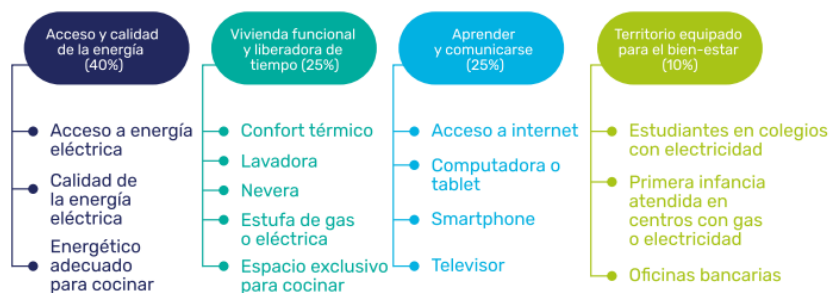 Acceso y calidad
de la energía
(40%)
Acceso a energía
eléctrica
Calidad de
la energía
eléctrica
Energético
adecuado
para cocinar
Vivienda funcional
y liberadora de
tiempo (25%)
Confort térmico
Lavadora
Nevera
Estufa de gas
o eléctrica
Espacio exclusivo
para cocinar
Aprender
y comunicarse
(25%)
Acceso a internet
Computadora o
tablet
Smartphone
Televisor
Territorio equipado
para el bien-estar
(10%)
Estudiantes en colegios
con electricidad
Primera infancia
atendida en
centros con gas
o electricidad
Oficinas bancarias